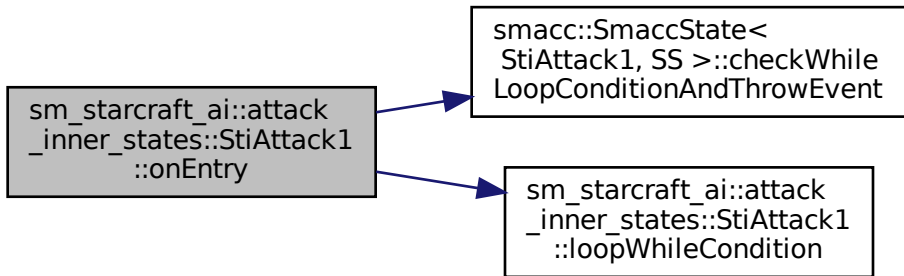 sm_starcraft_ai::attack
_inner_states::StiAttack1
::onEntry
smacc::SmaccState<
StiAttack1, SS >::checkWhile
LoopConditionAndThrowEvent
sm_starcraft_ai::attack
_inner_states::StiAttack1
::loopWhileCondition